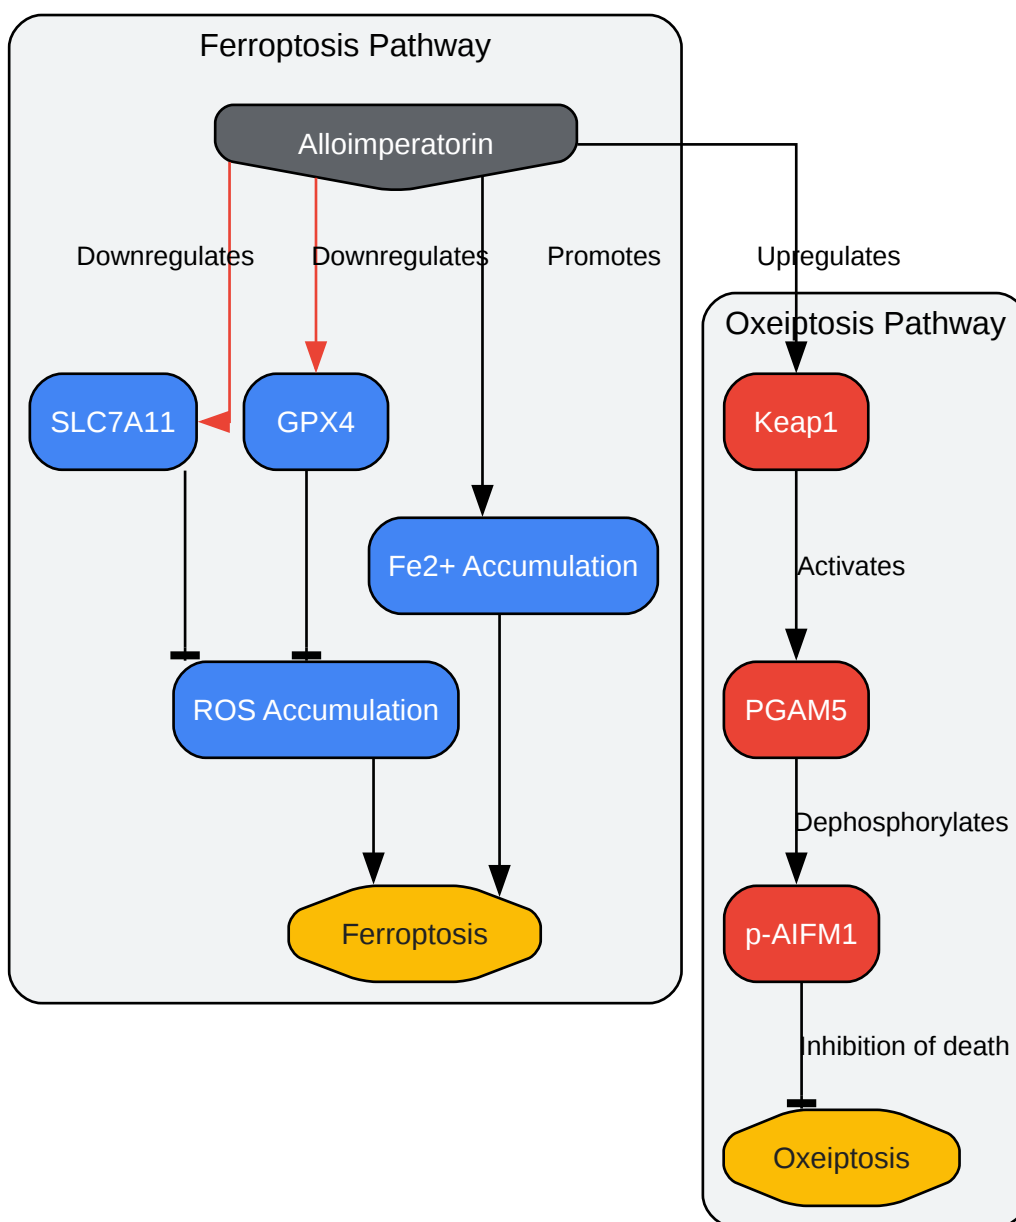 Ferroptosis Pathway
Alloimperatorin
Downregulates
Downregulates
Promotes
Upregulates
Oxeiptosis Pathway
SLC7A11
GPX4
Keap1
Fe2+ Accumulation
Activates
ROS Accumulation
PGAM5
Dephosphorylates
Ferroptosis
p-AIFM1
Inhibition of death
Oxeiptosis